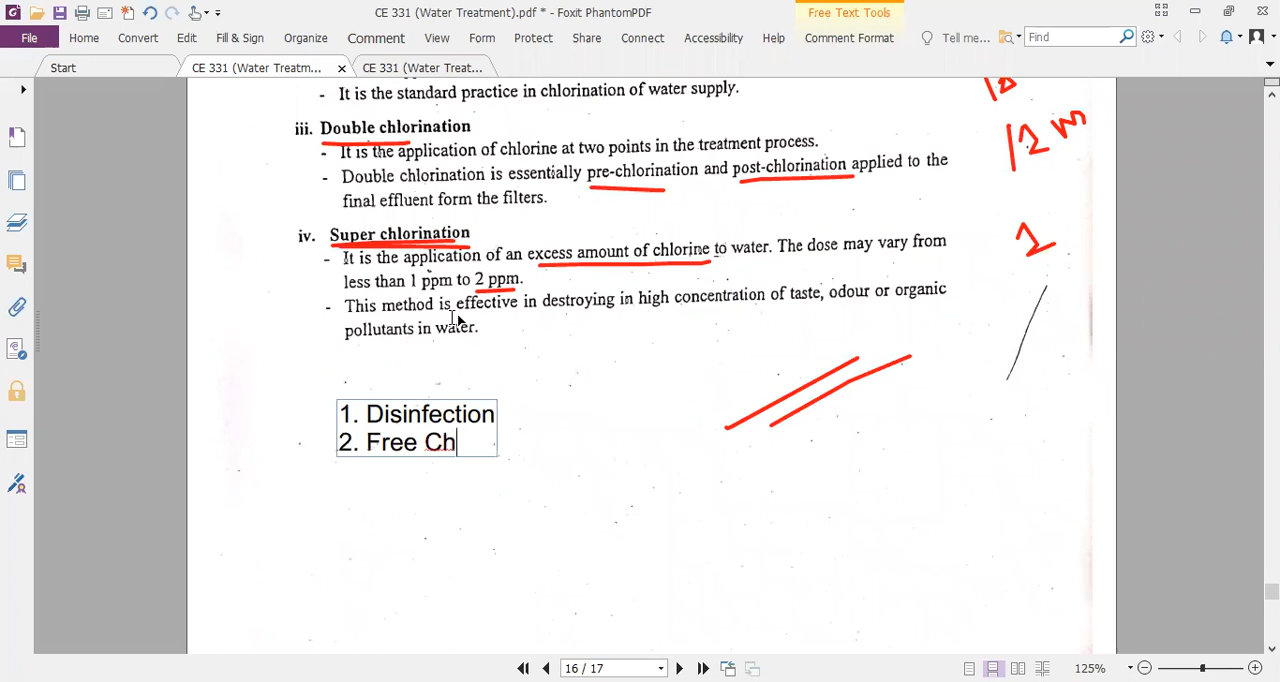 CE 331 (Water Treatment).pdf * - Foxit PhantomPDF
Free Text Tools
File Home Convert Edit Fill & Sign Organize Comment View Form Protect Share Connect Accessibility Help Comment Format Tell me... Find
Start
CE 331 (Water Treatm...
CE 331 (Water Treat...
- It is the standard practice in chlorination of water supply.
iii. Double chlorination
- It is the application of chlorine at two points in the treatment process.
- Double chlorination is essentially pre-chlorination and post-chlorination applied to the
final effluent form the filters.
iv. Super chlorination
- It is the application of an excess amount of chlorine to water. The dose may vary from
less than 1 ppm to 2 ppm.
- This method is effective in destroying in high concentration of taste, odour or organic
pollutants in water.
1. Disinfection
2. Free Ch
16 / 17
125%